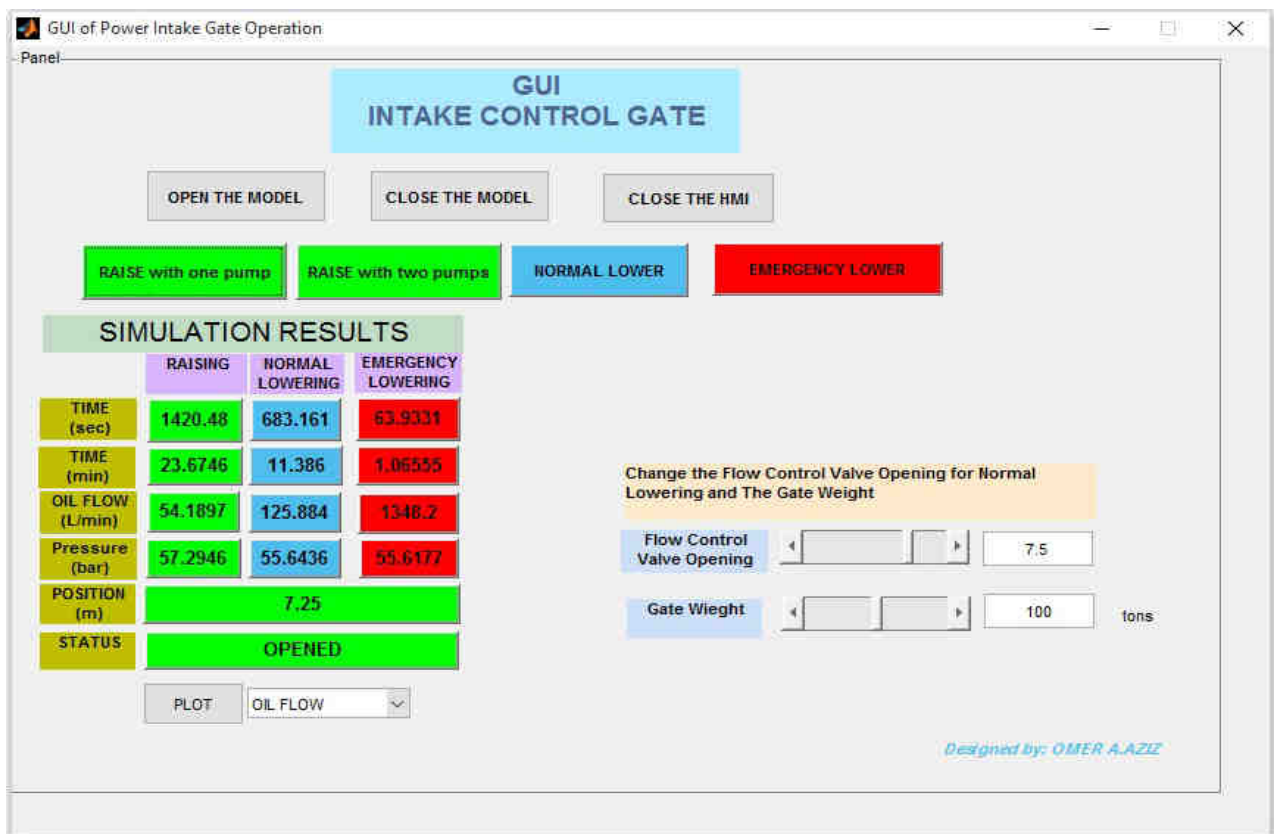 GUI of Power Intake Gate Operation
Panel
GUI
INTAKE CONTROL GATE
OPEN THE MODEL
CLOSE THE MODEL
CLOSE THE HMI
RAISE with one pump
RAISE with two pumps
NORMAL LOWER
EMERGENCY LOWER
SIMULATION RESULTS
RAISING
NORMAL
LOWERING
EMERGENCY
LOWERING
TIME
(sec)
1420.48
683.161
63.9331
TIME
(min)
23.6746
11.386
1.06555
OIL FLOW
(L/min)
54.1897
125.884
1348.2
Pressure
(bar)
57.2946
55.6436
55.6177
POSITION
(m)
7.25
STATUS
OPENED
PLOT
OIL FLOW
Change the Flow Control Valve Opening for Normal
Lowering and The Gate Weight
Flow Control
Valve Opening
7.5
Gate Wieght
100
tons
Designed by: OMER A.AZIZ